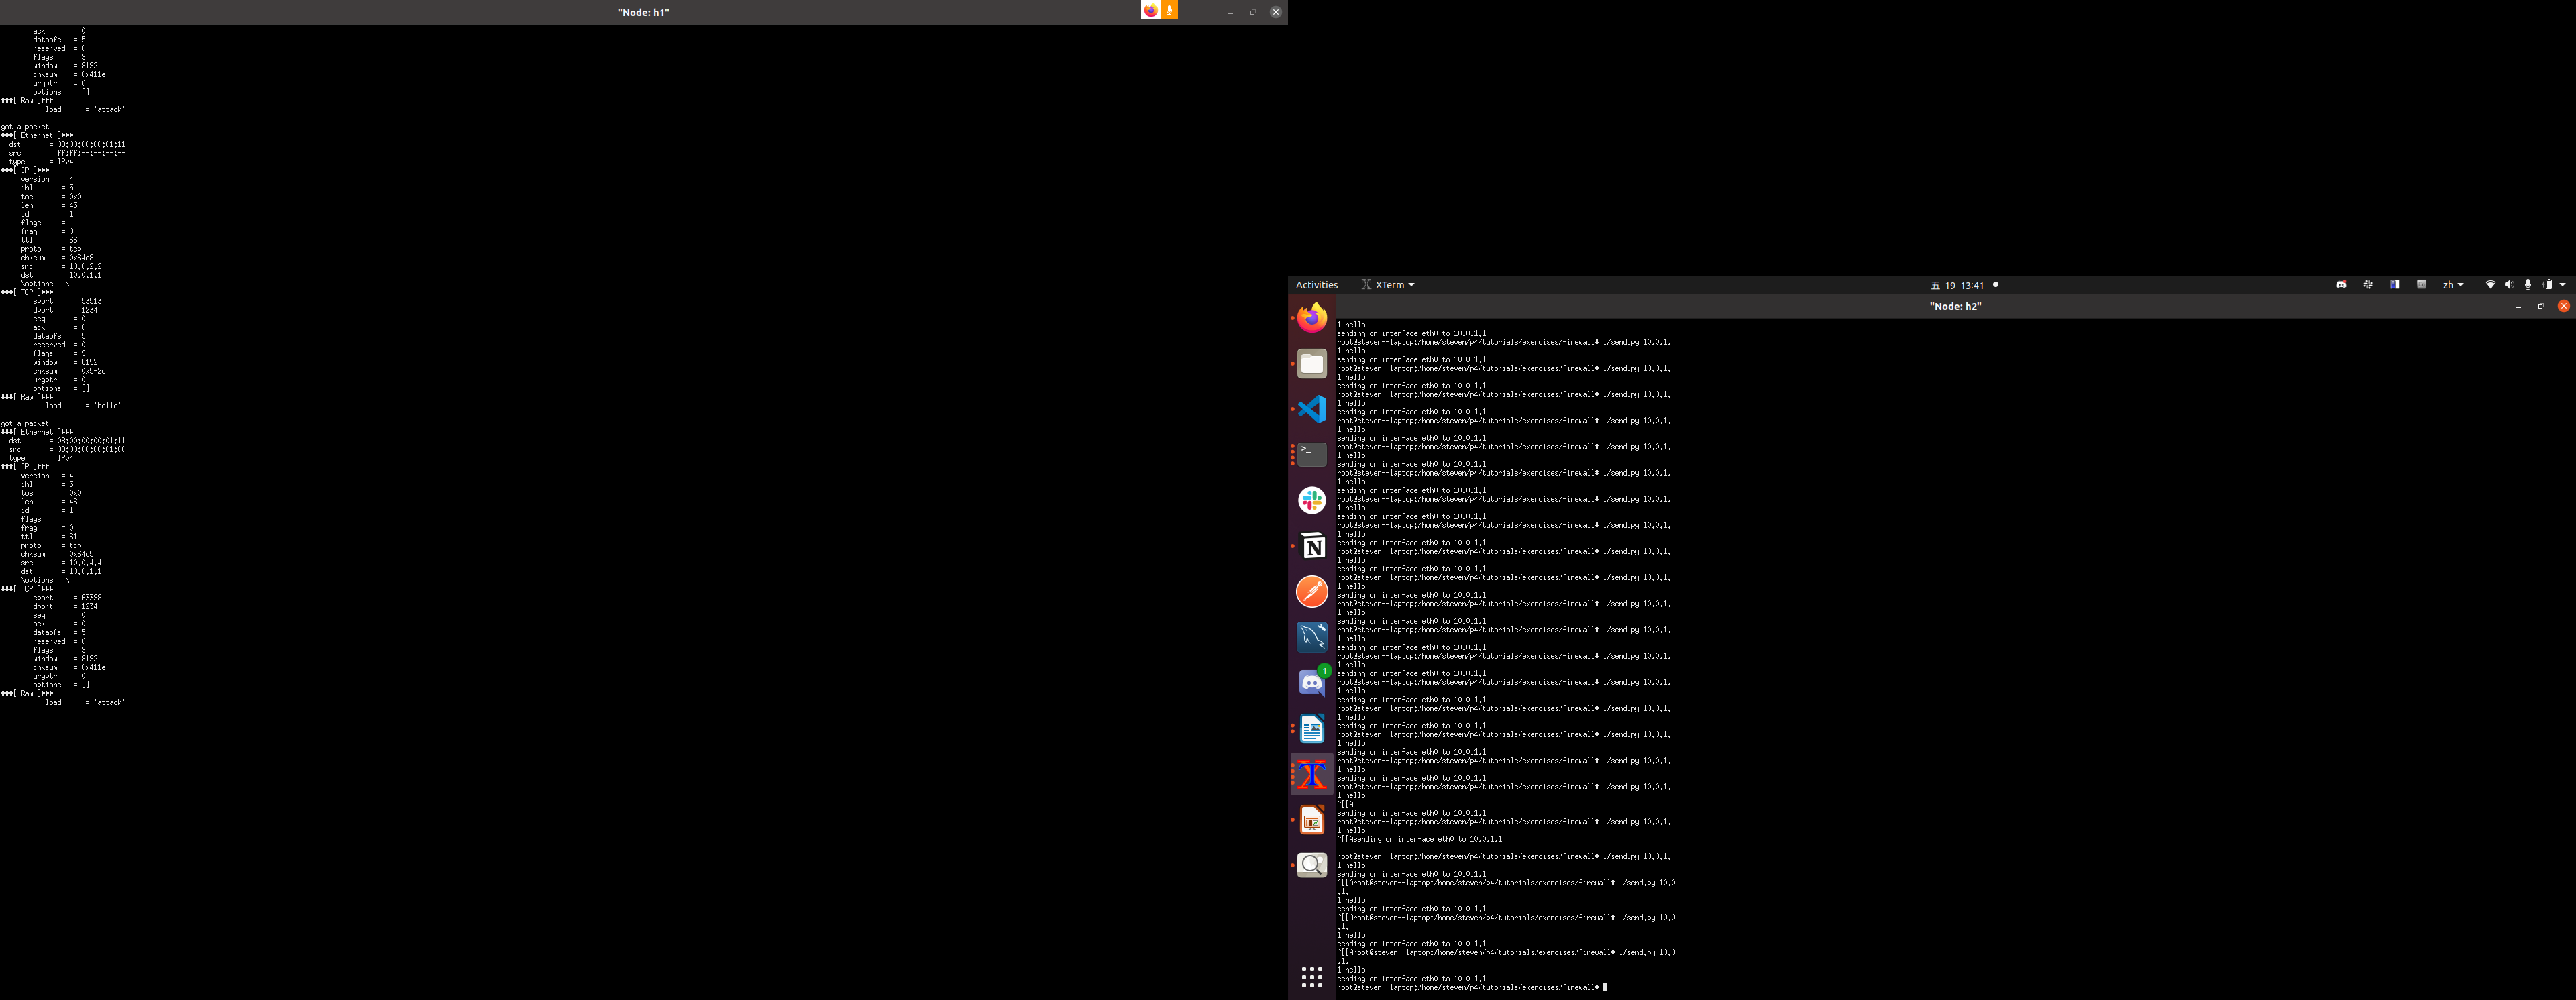 "Node: h1"
ack = 0
dataofs = 5
reserved = 0
flags = S
window = 8192
chksum = 0x411e
urgptr = 0
options = []
###[ Raw ]###
load = 'attack'
got a packet
###[ Ethernet ]###
dst = 08:00:00:00:01:11
src = ff:ff:ff:ff:ff:ff
type = IPv4
###[ IP ]###
version = 4
ihl = 5
tos = 0x0
len = 45
id = 1
flags =
frag = 0
ttl = 63
proto = tcp
chksum = 0x64c8
src = 10.0.2.2
dst = 10.0.1.1
\options \
###[ TCP ]###
sport = 53513
dport = 1234
seq = 0
ack = 0
dataofs = 5
reserved = 0
flags = S
window = 8192
chksum = 0x5f2d
urgptr = 0
options = []
###[ Raw ]###
load = 'hello'
got a packet
###[ Ethernet ]###
dst = 08:00:00:00:01:11
src = 08:00:00:00:01:00
type = IPv4
###[ IP ]###
version = 4
ihl = 5
tos = 0x0
len = 46
id = 1
flags =
frag = 0
ttl = 61
proto = tcp
chksum = 0x64c5
src = 10.0.4.4
dst = 10.0.1.1
\options \
###[ TCP ]###
sport = 63398
dport = 1234
seq = 0
ack = 0
dataofs = 5
reserved = 0
flags = S
window = 8192
chksum = 0x411e
urgptr = 0
options = []
###[ Raw ]###
load = 'attack'
Activities XTerm 五 19 13:41 zh
"Node: h2"
1 hello
sending on interface eth0 to 10.0.1.1
root@steven--laptop:/home/steven/p4/tutorials/exercises/firewall# ./send.py 10.0.1.
1 hello
sending on interface eth0 to 10.0.1.1
root@steven--laptop:/home/steven/p4/tutorials/exercises/firewall# ./send.py 10.0.1.
1 hello
sending on interface eth0 to 10.0.1.1
root@steven--laptop:/home/steven/p4/tutorials/exercises/firewall# ./send.py 10.0.1.
1 hello
sending on interface eth0 to 10.0.1.1
root@steven--laptop:/home/steven/p4/tutorials/exercises/firewall# ./send.py 10.0.1.
1 hello
sending on interface eth0 to 10.0.1.1
root@steven--laptop:/home/steven/p4/tutorials/exercises/firewall# ./send.py 10.0.1.
1 hello
sending on interface eth0 to 10.0.1.1
root@steven--laptop:/home/steven/p4/tutorials/exercises/firewall# ./send.py 10.0.1.
1 hello
sending on interface eth0 to 10.0.1.1
root@steven--laptop:/home/steven/p4/tutorials/exercises/firewall# ./send.py 10.0.1.
1 hello
sending on interface eth0 to 10.0.1.1
root@steven--laptop:/home/steven/p4/tutorials/exercises/firewall# ./send.py 10.0.1.
1 hello
sending on interface eth0 to 10.0.1.1
root@steven--laptop:/home/steven/p4/tutorials/exercises/firewall# ./send.py 10.0.1.
1 hello
sending on interface eth0 to 10.0.1.1
root@steven--laptop:/home/steven/p4/tutorials/exercises/firewall# ./send.py 10.0.1.
1 hello
sending on interface eth0 to 10.0.1.1
root@steven--laptop:/home/steven/p4/tutorials/exercises/firewall# ./send.py 10.0.1.
1 hello
sending on interface eth0 to 10.0.1.1
root@steven--laptop:/home/steven/p4/tutorials/exercises/firewall# ./send.py 10.0.1.
1 hello
sending on interface eth0 to 10.0.1.1
root@steven--laptop:/home/steven/p4/tutorials/exercises/firewall# ./send.py 10.0.1.
1 hello
sending on interface eth0 to 10.0.1.1
root@steven--laptop:/home/steven/p4/tutorials/exercises/firewall# ./send.py 10.0.1.
1 hello
sending on interface eth0 to 10.0.1.1
root@steven--laptop:/home/steven/p4/tutorials/exercises/firewall# ./send.py 10.0.1.
1 hello
sending on interface eth0 to 10.0.1.1
root@steven--laptop:/home/steven/p4/tutorials/exercises/firewall# ./send.py 10.0.1.
1 hello
sending on interface eth0 to 10.0.1.1
root@steven--laptop:/home/steven/p4/tutorials/exercises/firewall# ./send.py 10.0.1.
1 hello
sending on interface eth0 to 10.0.1.1
root@steven--laptop:/home/steven/p4/tutorials/exercises/firewall# ./send.py 10.0.1.
1 hello
^[[A
sending on interface eth0 to 10.0.1.1
root@steven--laptop:/home/steven/p4/tutorials/exercises/firewall# ./send.py 10.0.1.
1 hello
^[[Asending on interface eth0 to 10.0.1.1
root@steven--laptop:/home/steven/p4/tutorials/exercises/firewall# ./send.py 10.0.1.
1 hello
sending on interface eth0 to 10.0.1.1
^[[Aroot@steven--laptop:/home/steven/p4/tutorials/exercises/firewall# ./send.py 10.0
.1.
1 hello
sending on interface eth0 to 10.0.1.1
^[[Aroot@steven--laptop:/home/steven/p4/tutorials/exercises/firewall# ./send.py 10.0
.1.
1 hello
sending on interface eth0 to 10.0.1.1
^[[Aroot@steven--laptop:/home/steven/p4/tutorials/exercises/firewall# ./send.py 10.0
.1.
1 hello
sending on interface eth0 to 10.0.1.1
root@steven--laptop:/home/steven/p4/tutorials/exercises/firewall#